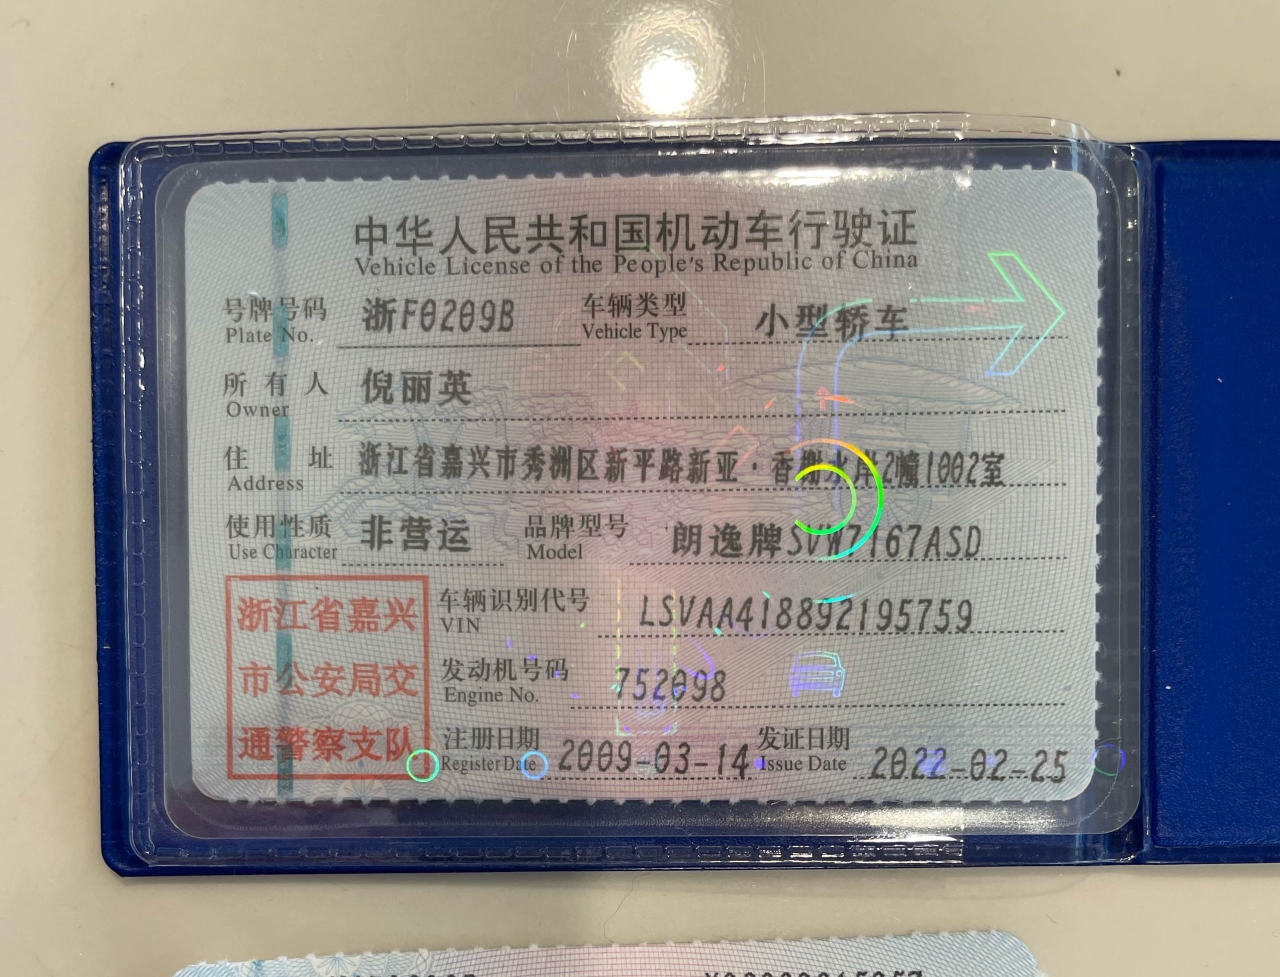 中华人民共和国机动车行驶证
Vehicle License of the People's Republic of China
号牌号码 浙F0209B 车辆类型 小型轿车
Plate No. Vehicle Type
所有人 倪丽英
Owner
住址 浙江省嘉兴市秀洲区新平路新亚·香榭水岸2幢1002室
Address
使用性质 非营运 品牌型号 朗逸牌SVW7167ASD
Use Character Model
浙江省嘉兴
市公安局交
通警察支队
车辆识别代号 LSVAA418892195759
VIN
发动机号码 752098
Engine No.
注册日期 2009-03-14 发证日期 2022-02-25
Register Date Issue Date